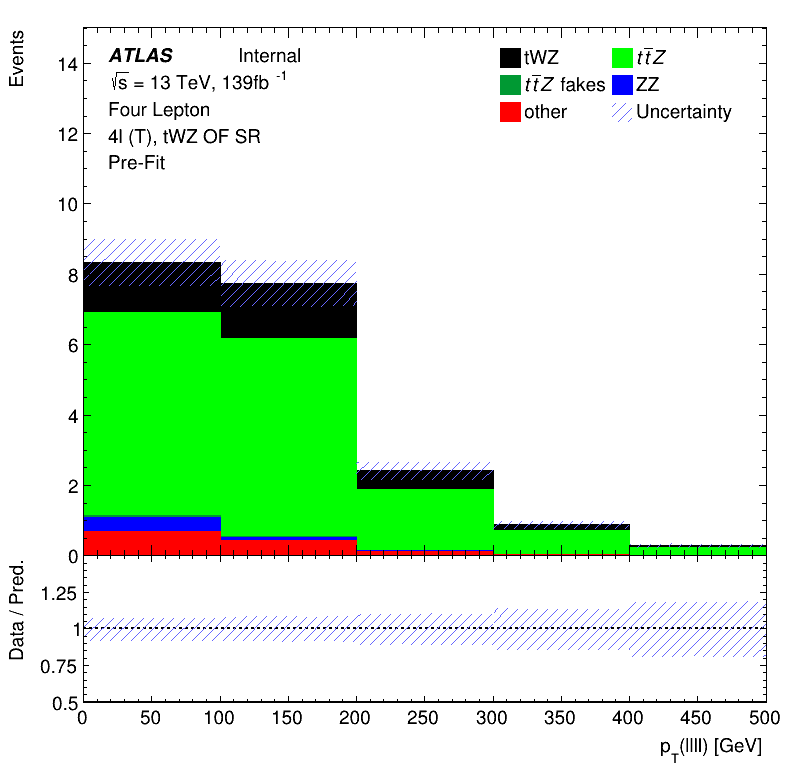 Events
14
12
10
8
6
4
2
0
ATLAS Internal
√s = 13 TeV, 139fb -1
Four Lepton
4l (T), tWZ OF SR
Pre-Fit
tWZ
tt̄Z
tt̄Z fakes
ZZ
other
Uncertainty
Data / Pred.
1.25
1
0.75
0.5
0 50 100 150 200 250 300 350 400 450 500
pT(llll) [GeV]